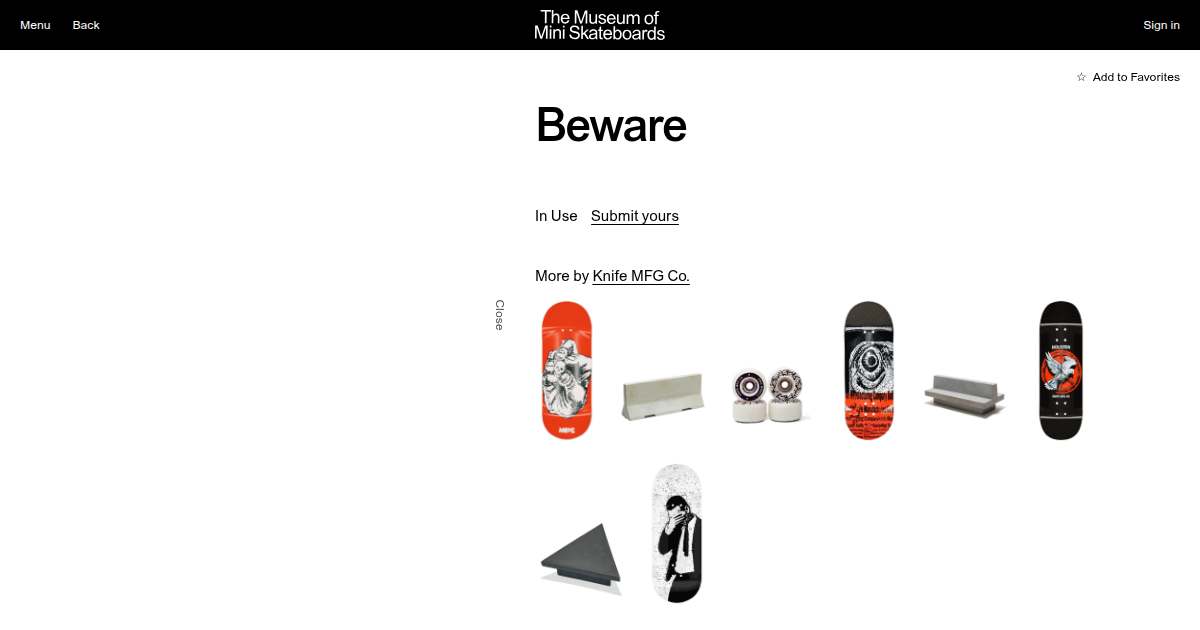 Menu
Back
The Museum of
Mini Skateboards
Sign in
☆ Add to Favorites
Beware
In Use Submit yours
More by Knife MFG Co.
Close